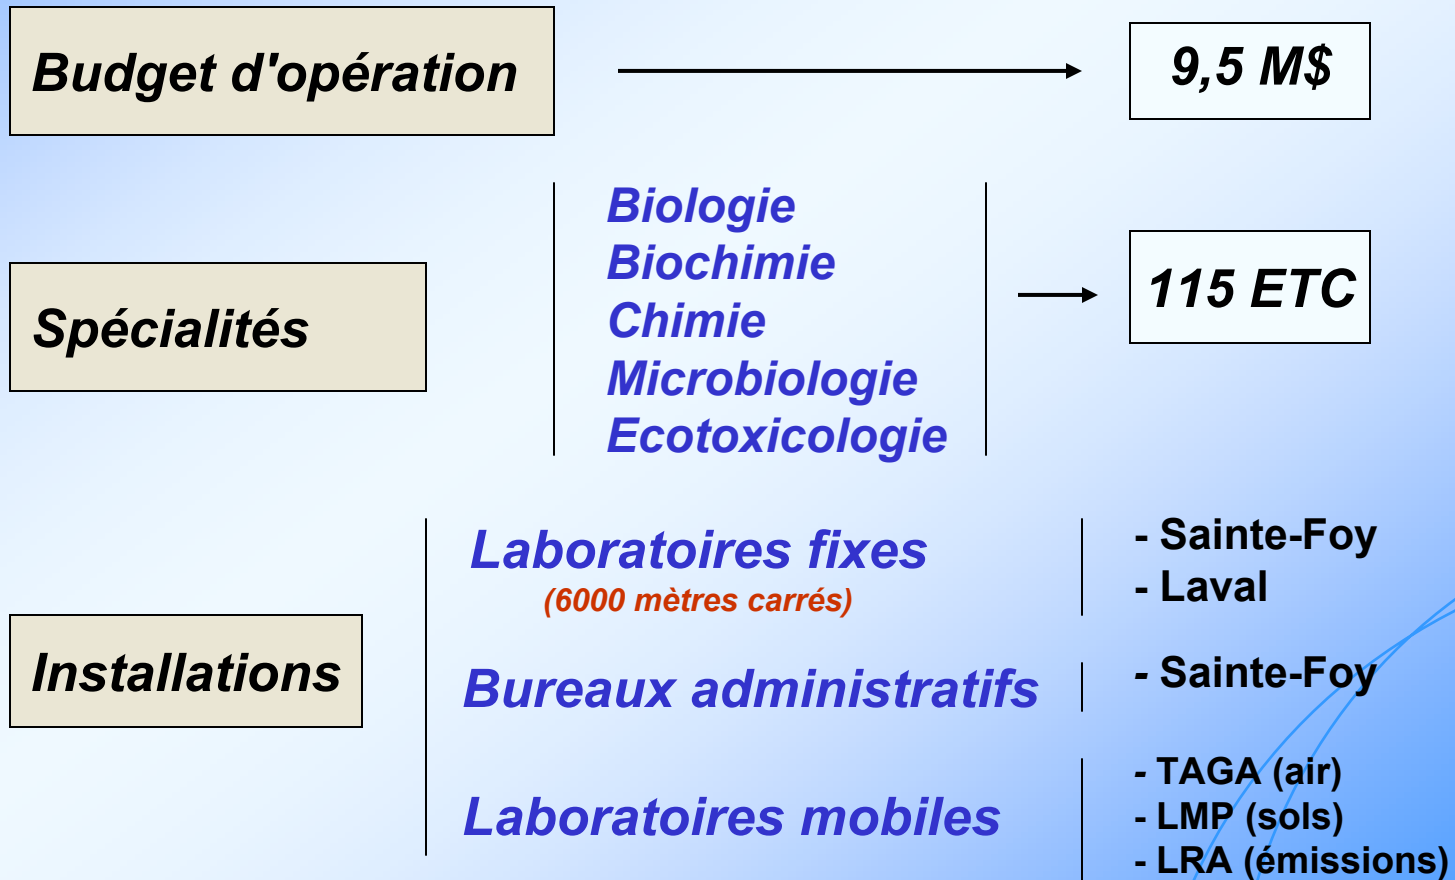 Budget d'opération
9,5 M$
Spécialités
Biologie
Biochimie
Chimie
Microbiologie
Ecotoxicologie
115 ETC
Installations
Laboratoires fixes
(6000 mètres carrés)
- Sainte-Foy
- Laval
Bureaux administratifs
- Sainte-Foy
Laboratoires mobiles
- TAGA (air)
- LMP (sols)
- LRA (émissions)